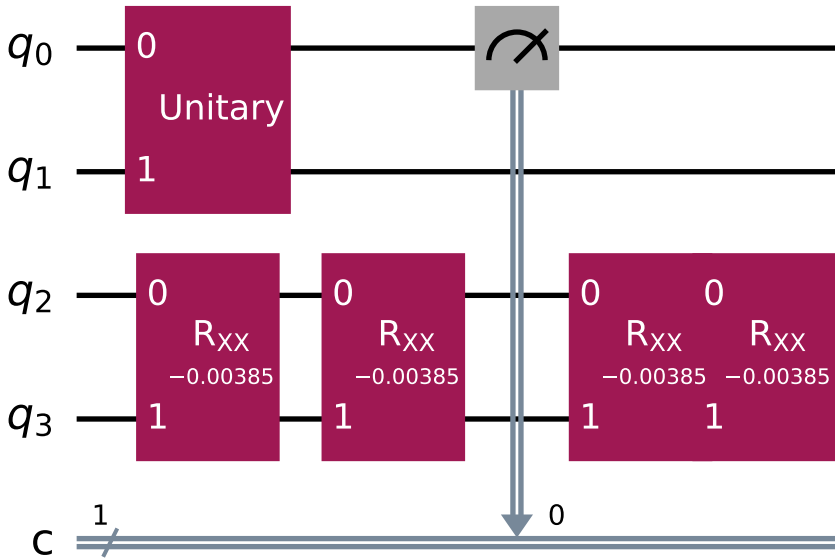 q0 0
Unitary
q1 1
q2 0 0 0 0
RXX RXX RXX RXX
−0.00385 −0.00385 −0.00385 −0.00385
q3 1 1 1 1
1 0
c